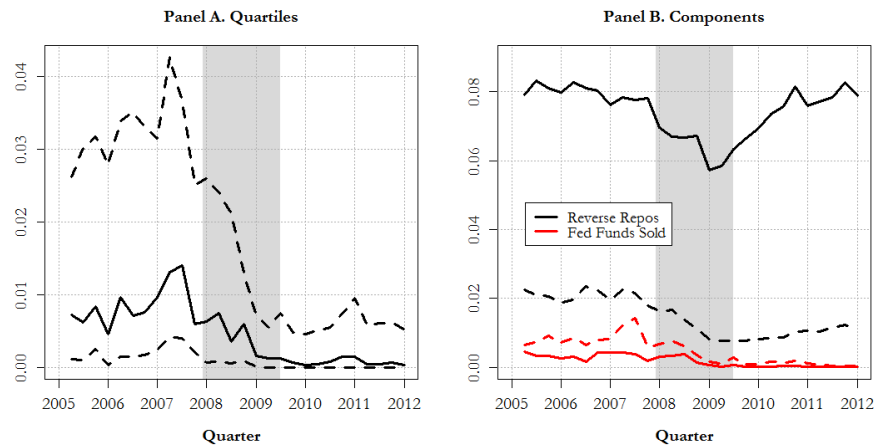 Panel A. Quartiles
0.04
0.03
0.02
0.01
0.00
2005 2006 2007 2008 2009 2010 2011 2012
Quarter
Panel B. Components
0.08
0.06
0.04
0.02
0.00
Reverse Repos
Fed Funds Sold
2005 2006 2007 2008 2009 2010 2011 2012
Quarter